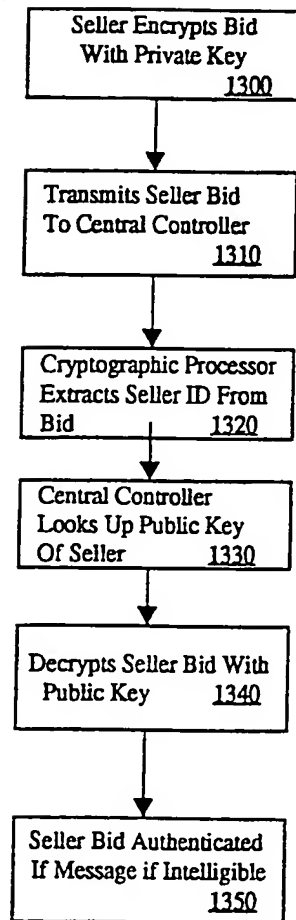 Seller Encrypts Bid
With Private Key
1300
Transmits Seller Bid
To Central Controller
1310
Cryptographic Processor
Extracts Seller ID From
Bid 1320
Central Controller
Looks Up Public Key
Of Seller 1330
Decrypts Seller Bid With
Public Key 1340
Seller Bid Authenticated
If Message if Intelligible
1350